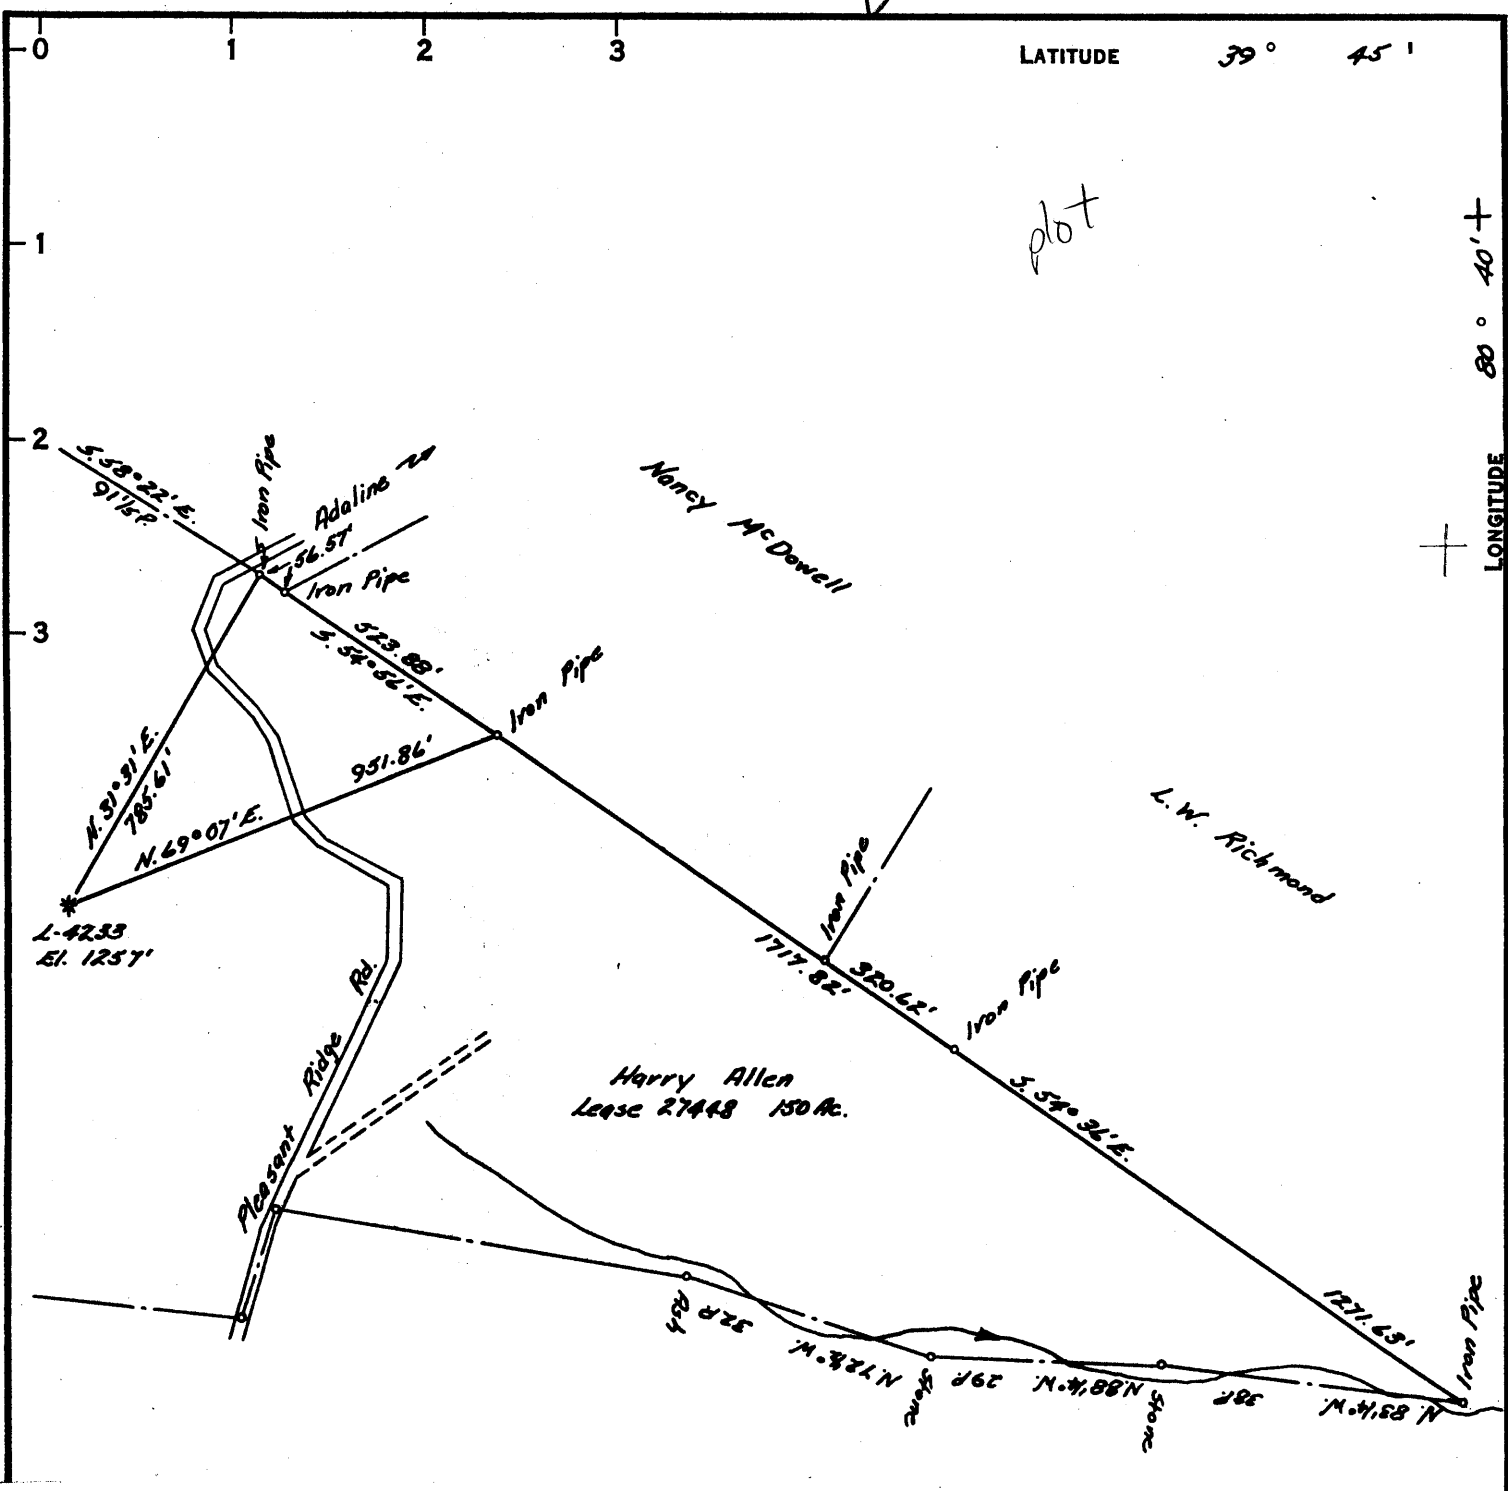 0
1
2
3
LATITUDE 39° 45'
1
2
3
plot
LONGITUDE 80° 40'
S. 58° 22' E.
91 1/5 P.
Iron Pipe
Adaline
56.57'
Iron Pipe
Nancy McDowell
523.88'
S. 54° 56' E.
Iron Pipe
N. 31° 31' E.
785.61'
951.86'
N. 69° 07' E.
L-4233
El. 1257'
L. W. Richmond
Iron Pipe
1717.82'
320.62'
Iron Pipe
S. 54° 36' E.
Pleasant Ridge Rd.
Harry Allen
Lease 27448 150 Ac.
1271.63'
Iron Pipe
Ash
32 P.
N. 72 1/2° W.
Stone
29 P.
N. 88 1/4° W.
Stone
38 P.
N. 83 1/4° W.